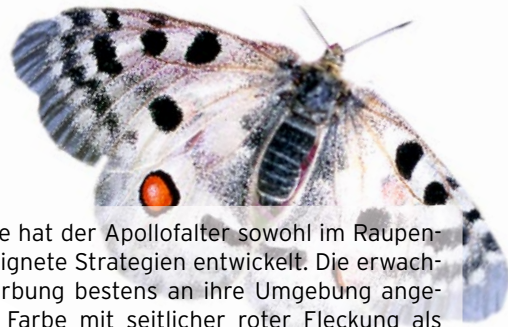 e hat der Apollofalter sowohl im Raupen-
ignete Strategien entwickelt. Die erwach-
rbung bestens an ihre Umgebung ange-
Farbe mit seitlicher roter Fleckung als